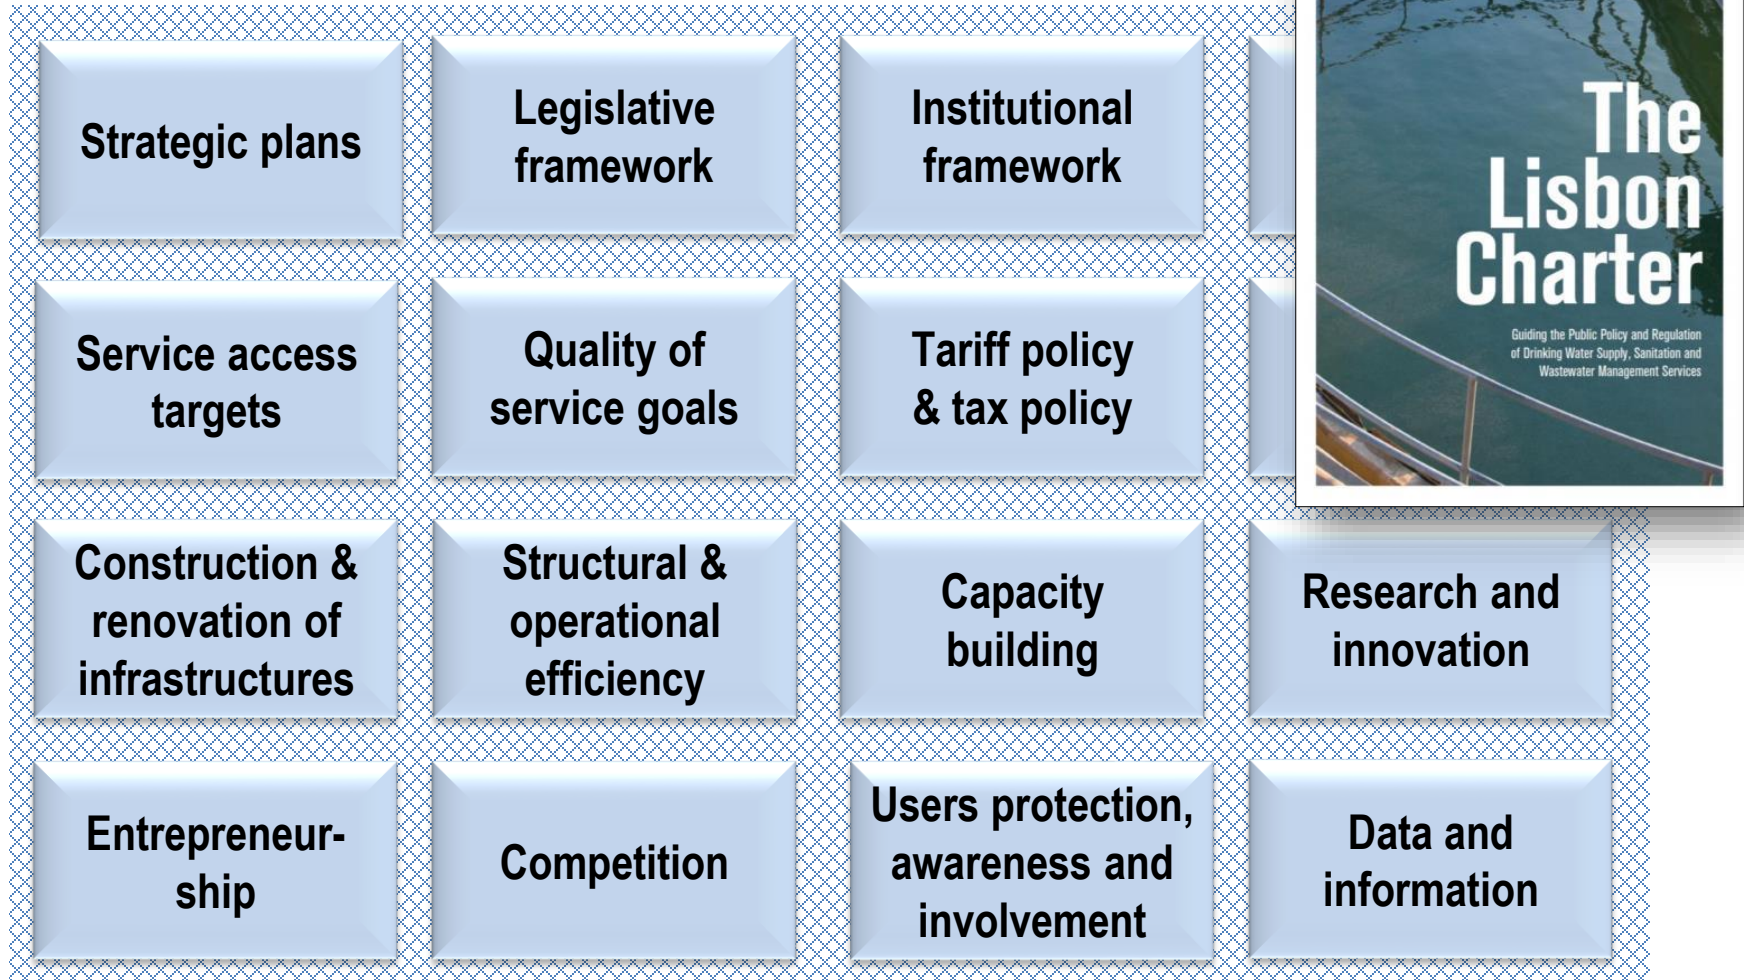 Strategic plans
Legislative
framework
Institutional
framework
The
Lisbon
Charter
Guiding the Public Policy and Regulation
of Drinking Water Supply, Sanitation and
Wastewater Management Services
Service access
targets
Quality of
service goals
Tariff policy
& tax policy
Construction &
renovation of
infrastructures
Structural &
operational
efficiency
Capacity
building
Research and
innovation
Entrepreneur-
ship
Competition
Users protection,
awareness and
involvement
Data and
information